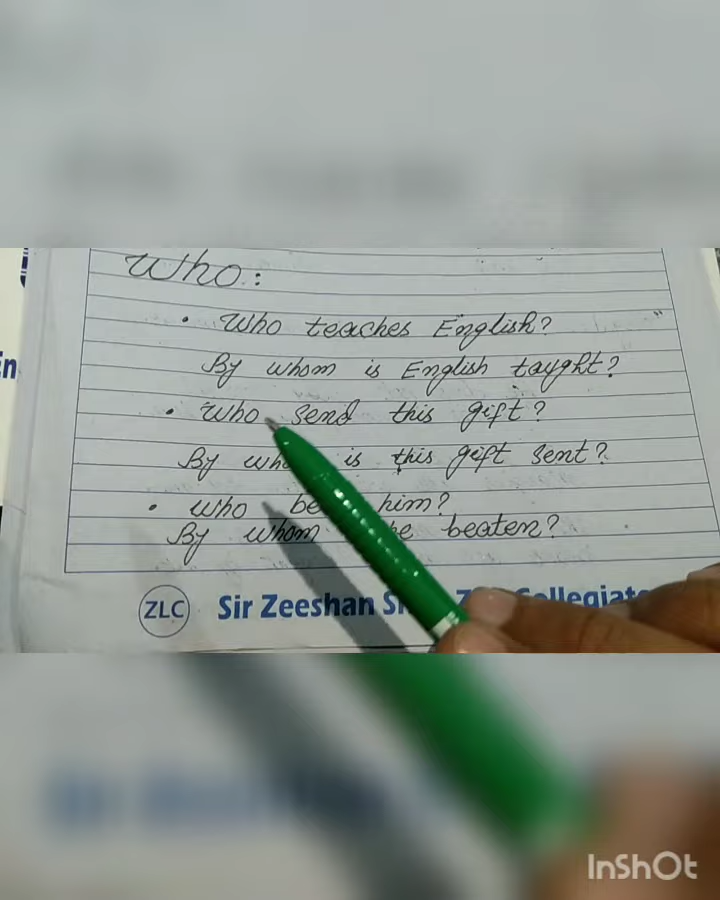 Who:
• Who teaches English?
By whom is English taught?
• Who send this gift?
By is this gift sent?
• Who him?
By whom beaten?
ZLC Sir Zeeshan
InShOt